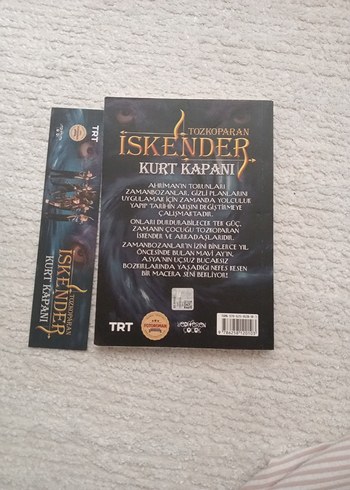 TOZKOPARAN
İSKENDER
KURT KAPANI
AHRIMAN'IN TORUNLARI
ZAMANBOZANLAR, GİZLİ PLANLARINI
UYGULAMAK İÇİN ZAMANDA YOLCULUK
YAPIP TARİHİN AKIŞINI DEĞİŞTİRMEYE
ÇALIŞMAKTADIR.
ONLARI DURDURABİLECEK TEK GÜÇ,
ZAMANIN ÇOCUĞU TOZKOPARAN
İSKENDER VE ARKADAŞLARIDIR.
ZAMANBOZANLAR'IN İZİNİ BİNLERCE YIL
ÖNCESİNDE BULAN MAVİ AY'IN,
ASYA'NIN UÇSUZ BUCAKSIZ
BOZKIRLARINDA YAŞADIĞI NEFES KESEN
BİR MACERA SENİ BEKLİYOR!
TRT
TOZKOPARAN
ÇOCUK
TRT
TOZKOPARAN
İSKENDER
KURT KAPANI